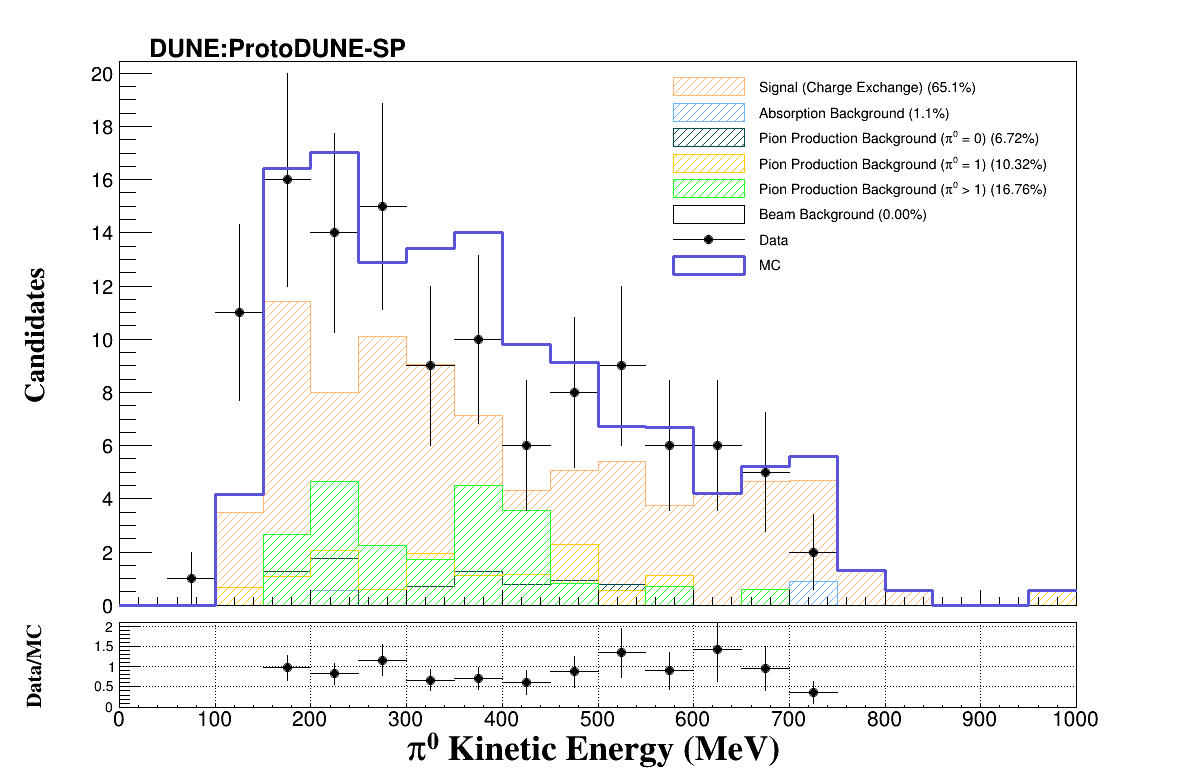 DUNE:ProtoDUNE-SP
20
18
16
14
12
10
8
6
4
2
0
Candidates
Signal (Charge Exchange) (65.1%)
Absorption Background (1.1%)
Pion Production Background (π⁰ = 0) (6.72%)
Pion Production Background (π⁰ = 1) (10.32%)
Pion Production Background (π⁰ > 1) (16.76%)
Beam Background (0.00%)
Data
MC
2
1.5
1
0.5
0
Data/MC
0 100 200 300 400 500 600 700 800 900 1000
π⁰ Kinetic Energy (MeV)